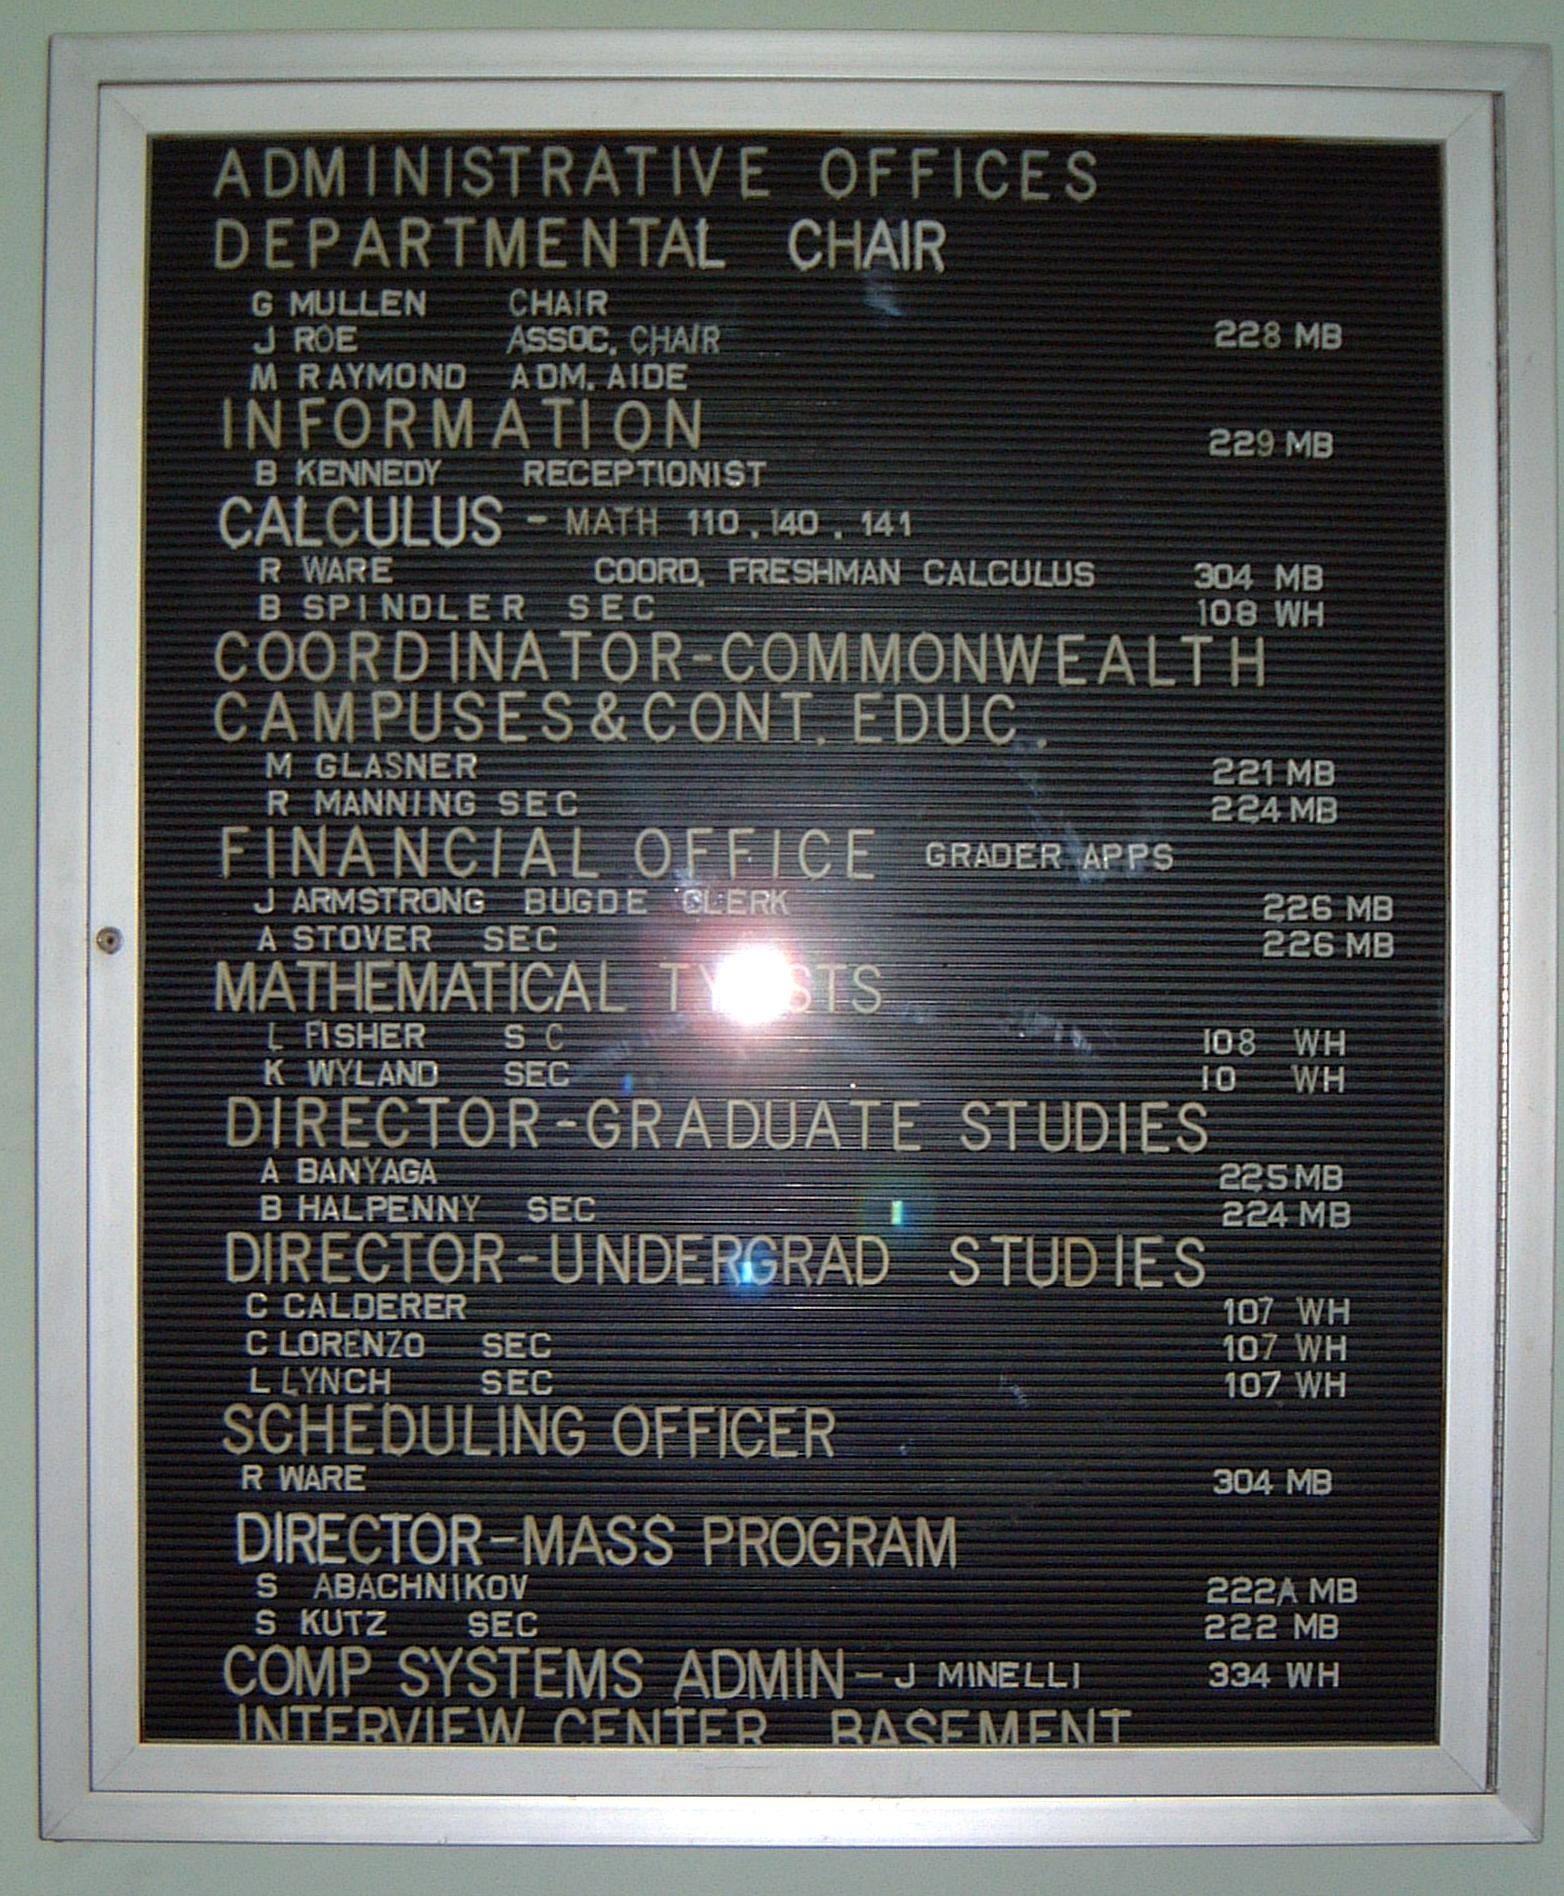 ADMINISTRATIVE OFFICES
DEPARTMENTAL CHAIR
G MULLEN CHAIR
J ROE ASSOC. CHAIR 228 MB
M RAYMOND ADM. AIDE
INFORMATION 229 MB
B KENNEDY RECEPTIONIST
CALCULUS - MATH 110 . 140 . 141
R WARE COORD. FRESHMAN CALCULUS 304 MB
B SPINDLER SEC 108 WH
COORDINATOR-COMMONWEALTH
CAMPUSES & CONT. EDUC.
M GLASNER 221 MB
R MANNING SEC 224 MB
FINANCIAL OFFICE GRADER APPS
J ARMSTRONG BUGDE CLERK 226 MB
A STOVER SEC 226 MB
MATHEMATICAL
L FISHER S C 108 WH
K WYLAND SEC 10 WH
DIRECTOR-GRADUATE STUDIES
A BANYAGA 225 MB
B HALPENNY SEC 224 MB
DIRECTOR-UNDERGRAD STUDIES
C CALDERER 107 WH
C LORENZO SEC 107 WH
L LYNCH SEC 107 WH
SCHEDULING OFFICER
R WARE 304 MB
DIRECTOR-MASS PROGRAM
S ABACHNIKOV 222A MB
S KUTZ SEC 222 MB
COMP SYSTEMS ADMIN - J MINELLI 334 WH
INTERVIEW CENTER BASEMENT